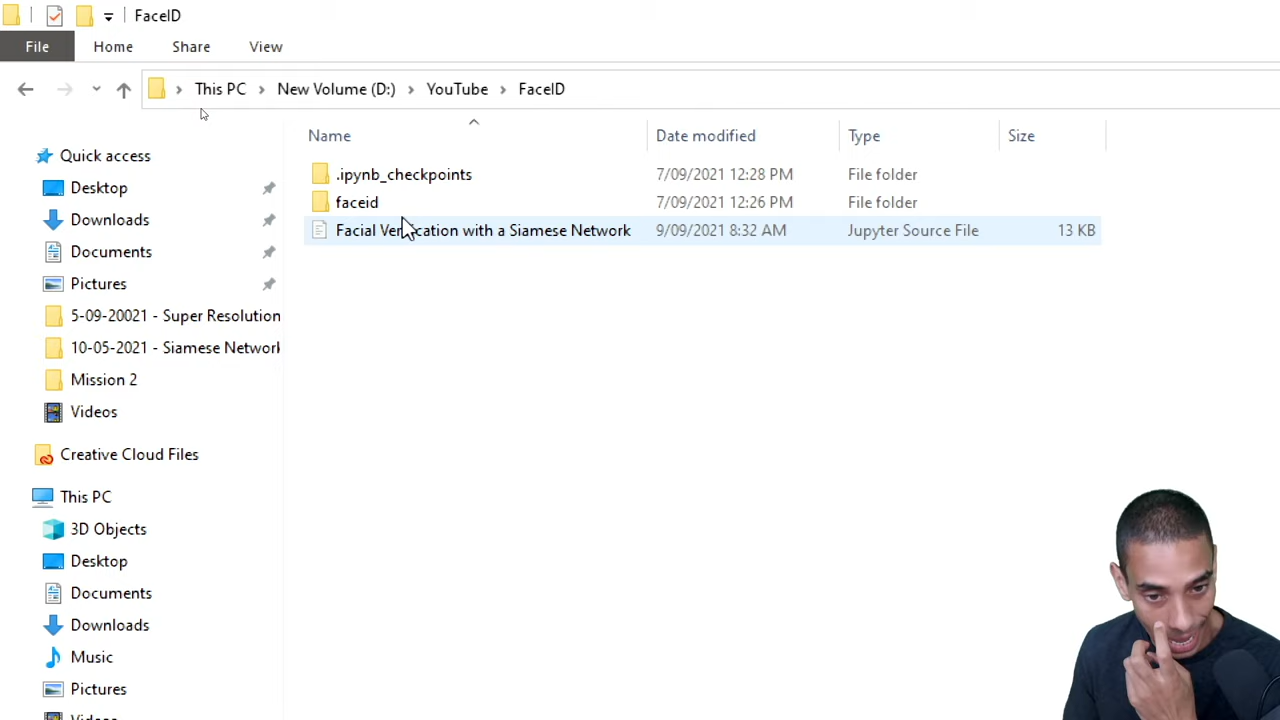 FaceID
File Home Share View
This PC New Volume (D:) YouTube FaceID
Name Date modified Type Size
.ipynb_checkpoints 7/09/2021 12:28 PM File folder
faceid 7/09/2021 12:26 PM File folder
Facial Verification with a Siamese Network 9/09/2021 8:32 AM Jupyter Source File 13 KB
Quick access
Desktop
Downloads
Documents
Pictures
5-09-20021 - Super Resolution
10-05-2021 - Siamese Network
Mission 2
Videos
Creative Cloud Files
This PC
3D Objects
Desktop
Documents
Downloads
Music
Pictures
Videos